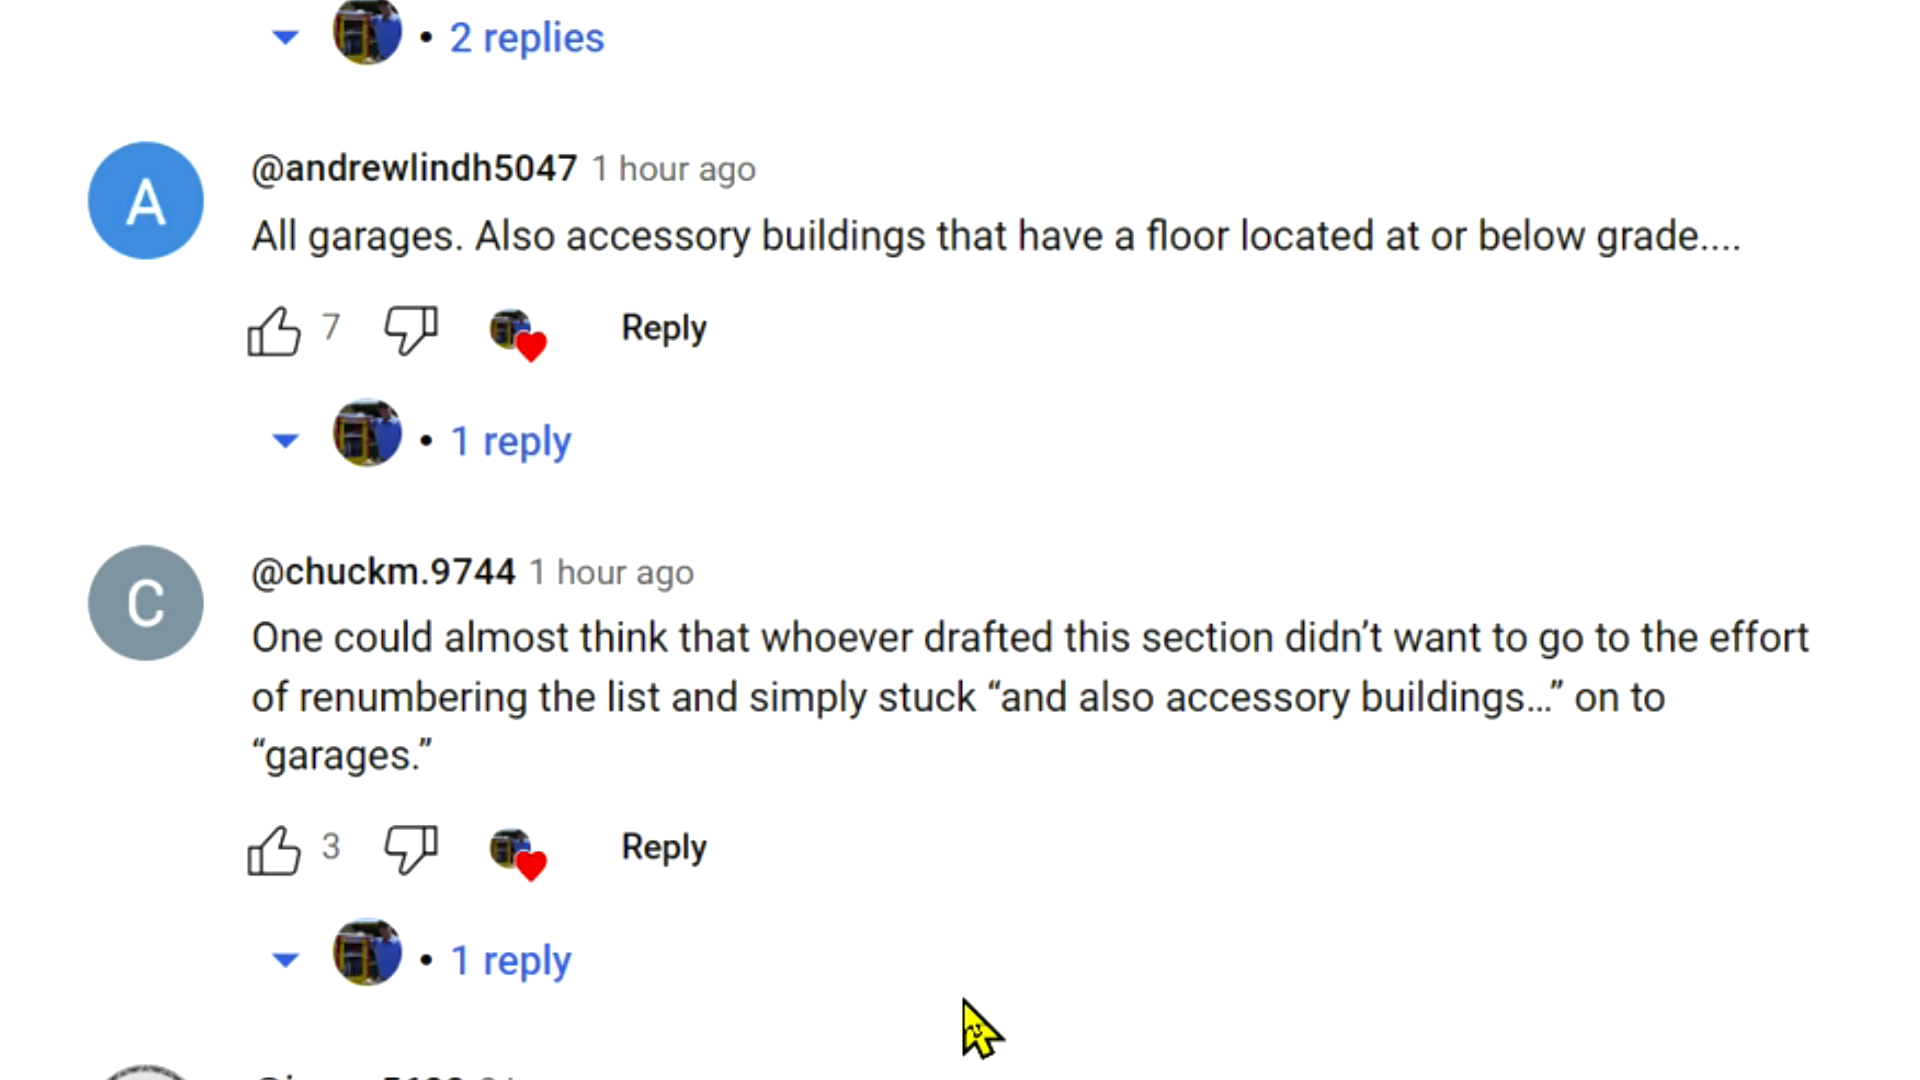 • 2 replies
A
@andrewlindh5047 1 hour ago
All garages. Also accessory buildings that have a floor located at or below grade....
7 Reply
• 1 reply
C
@chuckm.9744 1 hour ago
One could almost think that whoever drafted this section didn’t want to go to the effort
of renumbering the list and simply stuck “and also accessory buildings…” on to
“garages.”
3 Reply
• 1 reply